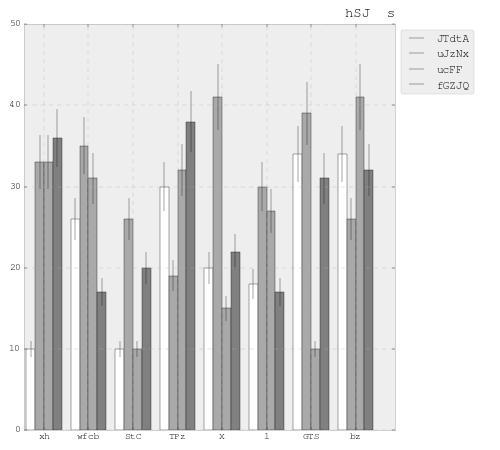 hSJ  s
JTdtA
uJzNx
ucFF
fGZJQ
50
40
30
20
10
0
xh wfcb StC TPz X l GTS bz